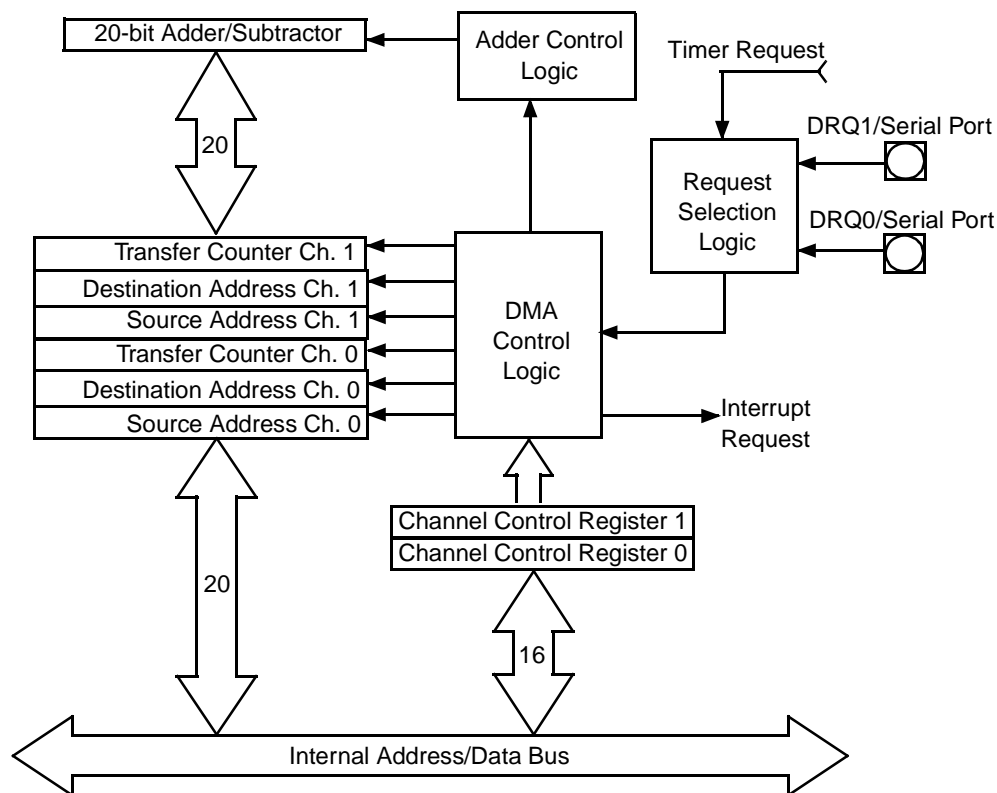 20-bit Adder/Subtractor
Adder Control
Logic
Timer Request
DRQ1/Serial Port
20
Request
Selection
Logic
DRQ0/Serial Port
Transfer Counter Ch. 1
Destination Address Ch. 1
Source Address Ch. 1
Transfer Counter Ch. 0
Destination Address Ch. 0
Source Address Ch. 0
DMA
Control
Logic
Interrupt
Request
Channel Control Register 1
Channel Control Register 0
20
16
Internal Address/Data Bus